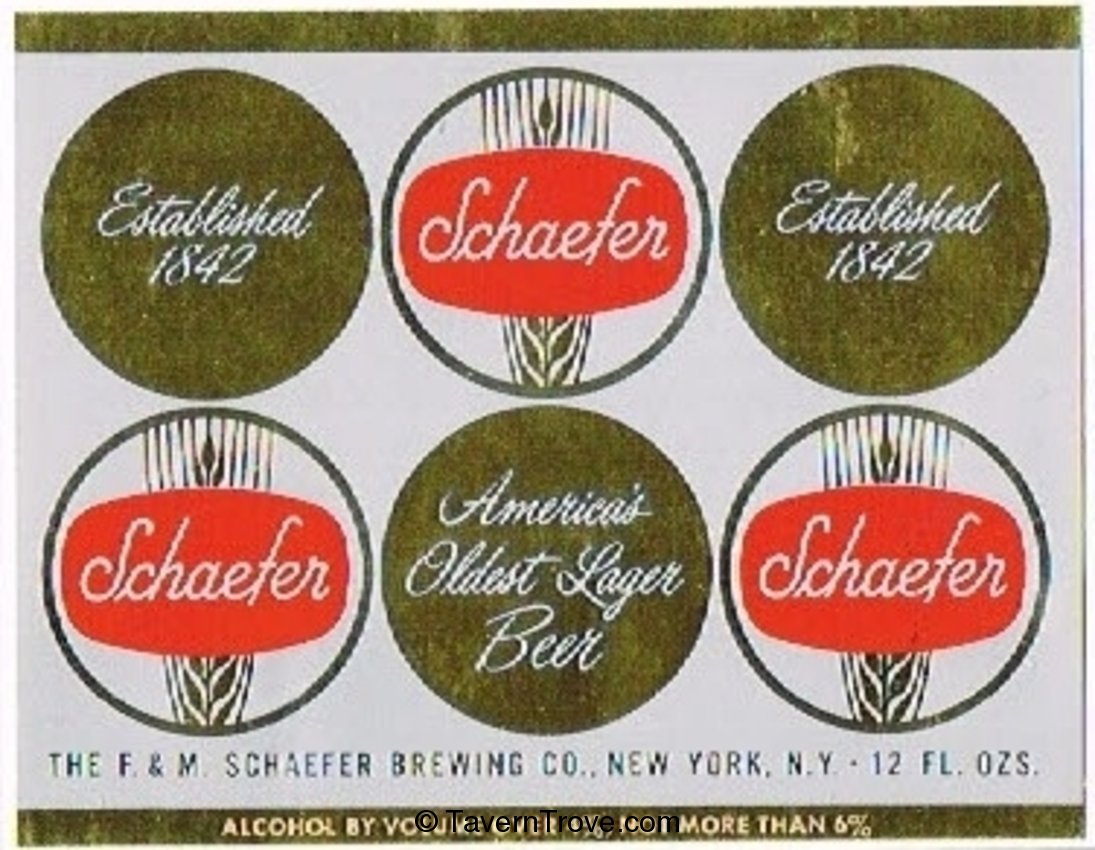 Established
1842
Schaefer
Established
1842
Schaefer
America's
Oldest Lager
Beer
Schaefer
THE F. & M. SCHAEFER BREWING CO., NEW YORK, N.Y. · 12 FL. OZS.
ALCOHOL BY MORE THAN 6%
© TavernTrove.com